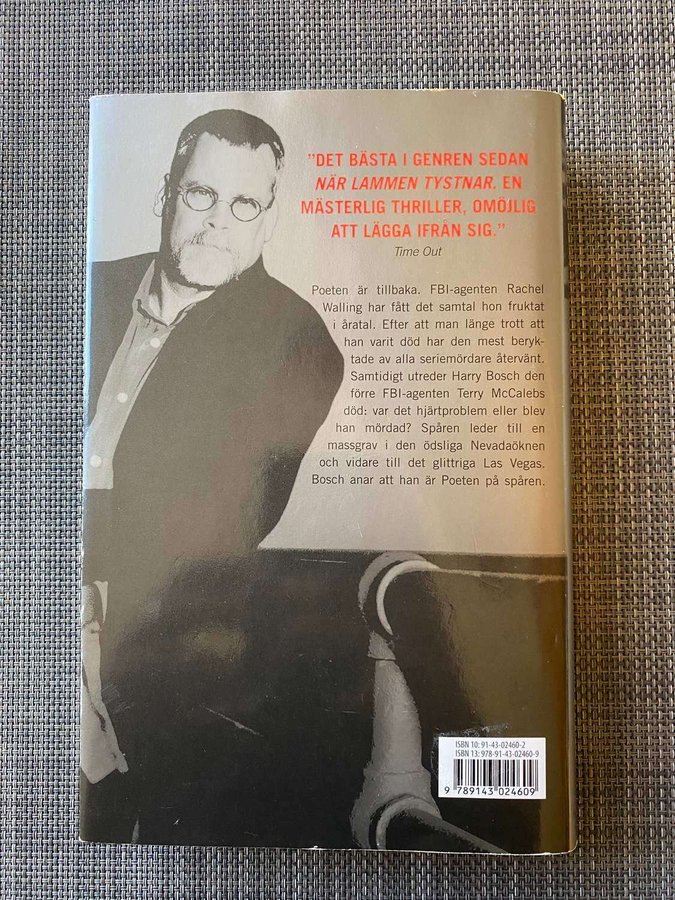 ”DET BÄSTA I GENREN SEDAN
NÄR LAMMEN TYSTNAR. EN
MÄSTERLIG THRILLER, OMÖJLIG
ATT LÄGGA IFRÅN SIG.”
Time Out
Poeten är tillbaka. FBI-agenten Rachel
Walling har fått det samtal hon fruktat
i åratal. Efter att man länge trott att
han varit död har den mest beryk-
tade av alla seriemördare återvänt.
Samtidigt utreder Harry Bosch den
förre FBI-agenten Terry McCalebs
död: var det hjärtproblem eller blev
han mördad? Spåren leder till en
massgrav i den ödsliga Nevadaöknen
och vidare till det glittriga Las Vegas.
Bosch anar att han är Poeten på spåren.
ISBN 10: 91-43-02460-2
ISBN 13: 978-91-43-02460-9
9 789143 024609